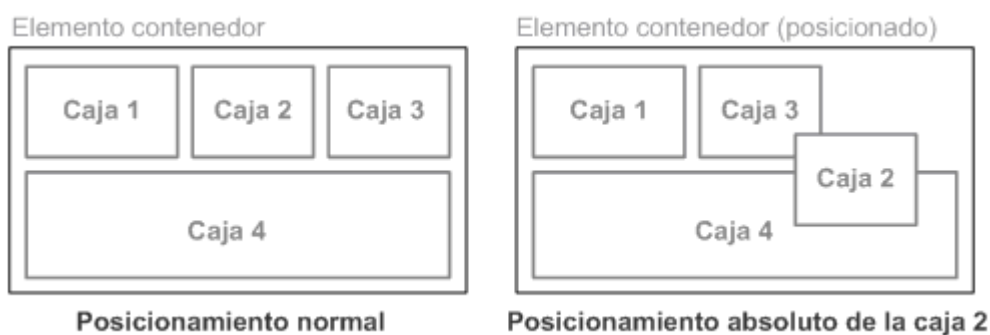 Elemento contenedor
Caja 1
Caja 2
Caja 3
Caja 4
Posicionamiento normal
Elemento contenedor (posicionado)
Caja 1
Caja 3
Caja 2
Caja 4
Posicionamiento absoluto de la caja 2